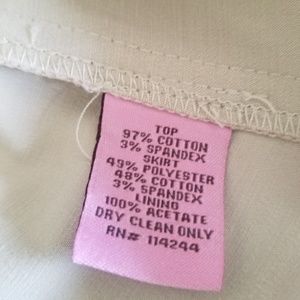 TOP
97% COTTON
3% SPANDEX
SKIRT
49% POLYESTER
48% COTTON
3% SPANDEX
LINING
100% ACETATE
DRY CLEAN ONLY
RN# 114244